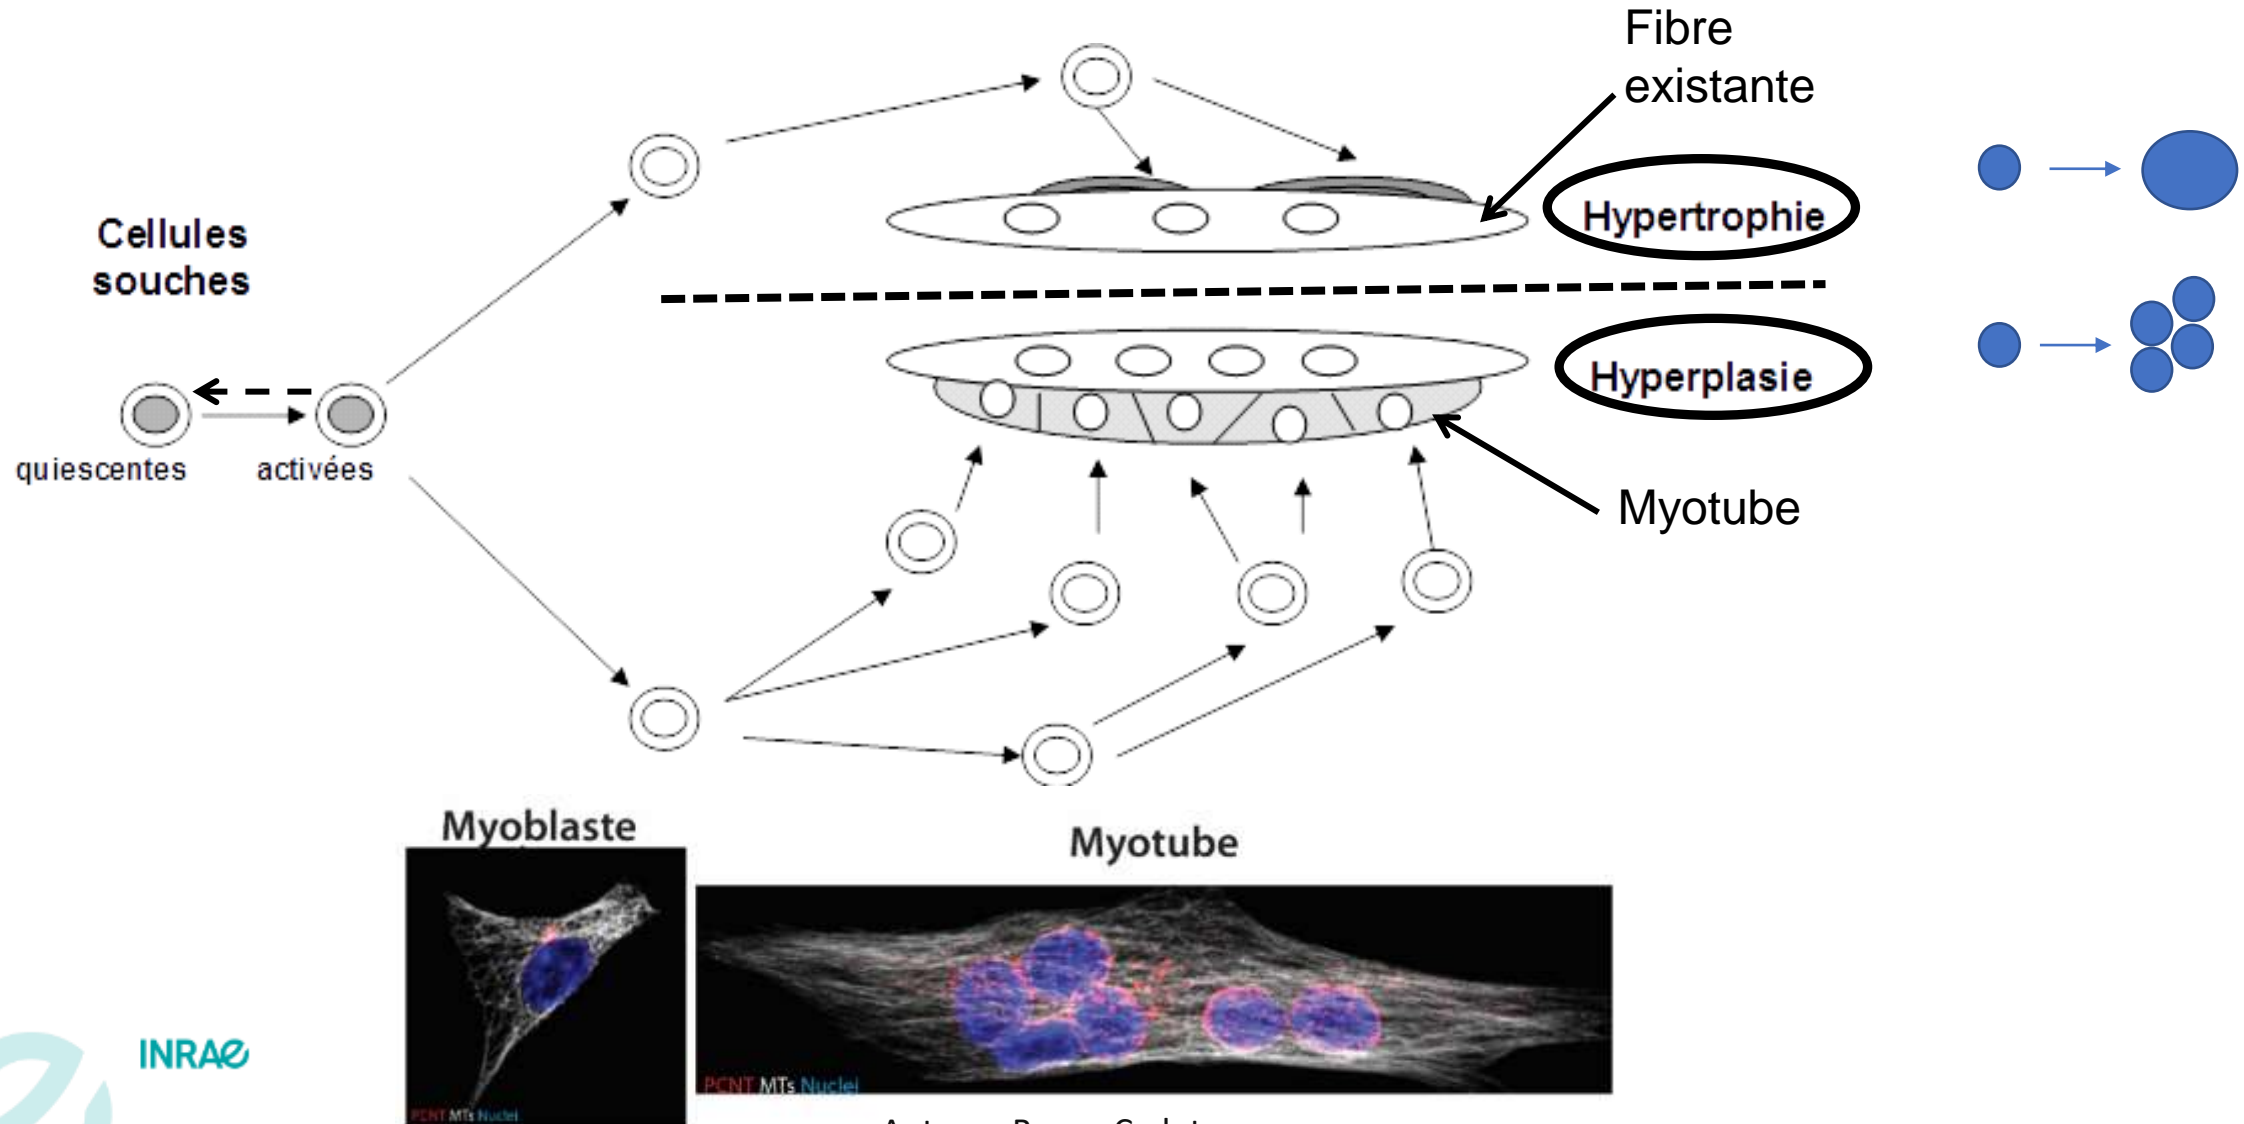 Fibre
existante
Hypertrophie
Cellules
souches
Hyperplasie
quiescentes
activées
Myotube
Myoblaste
Myotube
INRAE
PCNT MTs Nuclei
PCNT MTs Nuclei